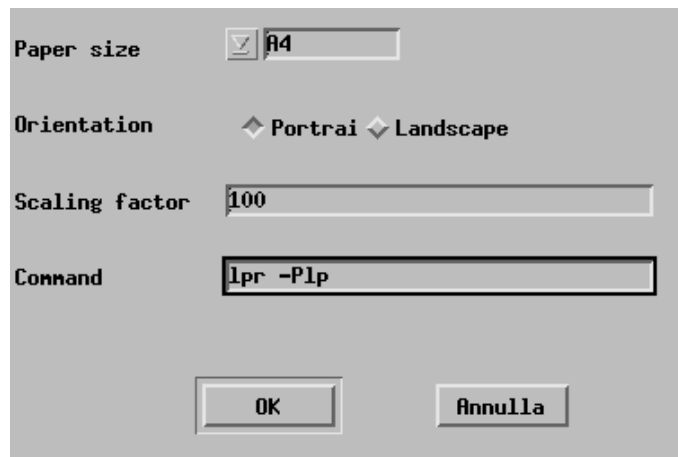 Paper size A4
Orientation Portrai Landscape
Scaling factor 100
Command lpr -Plp
OK Annulla